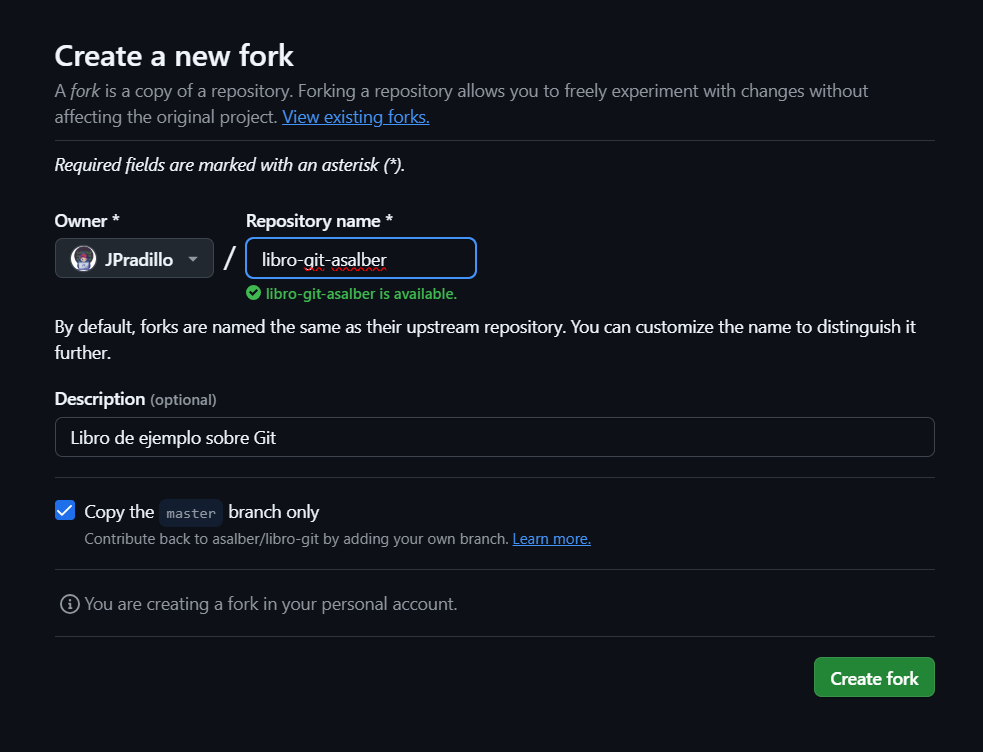 Create a new fork
A fork is a copy of a repository. Forking a repository allows you to freely experiment with changes without
affecting the original project. View existing forks.
Required fields are marked with an asterisk (*).
Owner * Repository name *
JPradillo / libro-git-asalber
libro-git-asalber is available.
By default, forks are named the same as their upstream repository. You can customize the name to distinguish it
further.
Description (optional)
Libro de ejemplo sobre Git
Copy the master branch only
Contribute back to asalber/libro-git by adding your own branch. Learn more.
You are creating a fork in your personal account.
Create fork